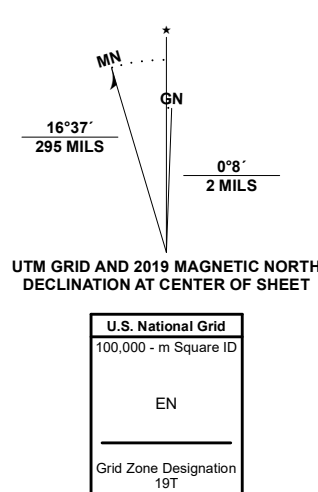 ★
MN
GN
16°37´
295 MILS
0°8´
2 MILS
UTM GRID AND 2019 MAGNETIC NORTH
DECLINATION AT CENTER OF SHEET
U.S. National Grid
100,000 - m Square ID
EN
Grid Zone Designation
19T